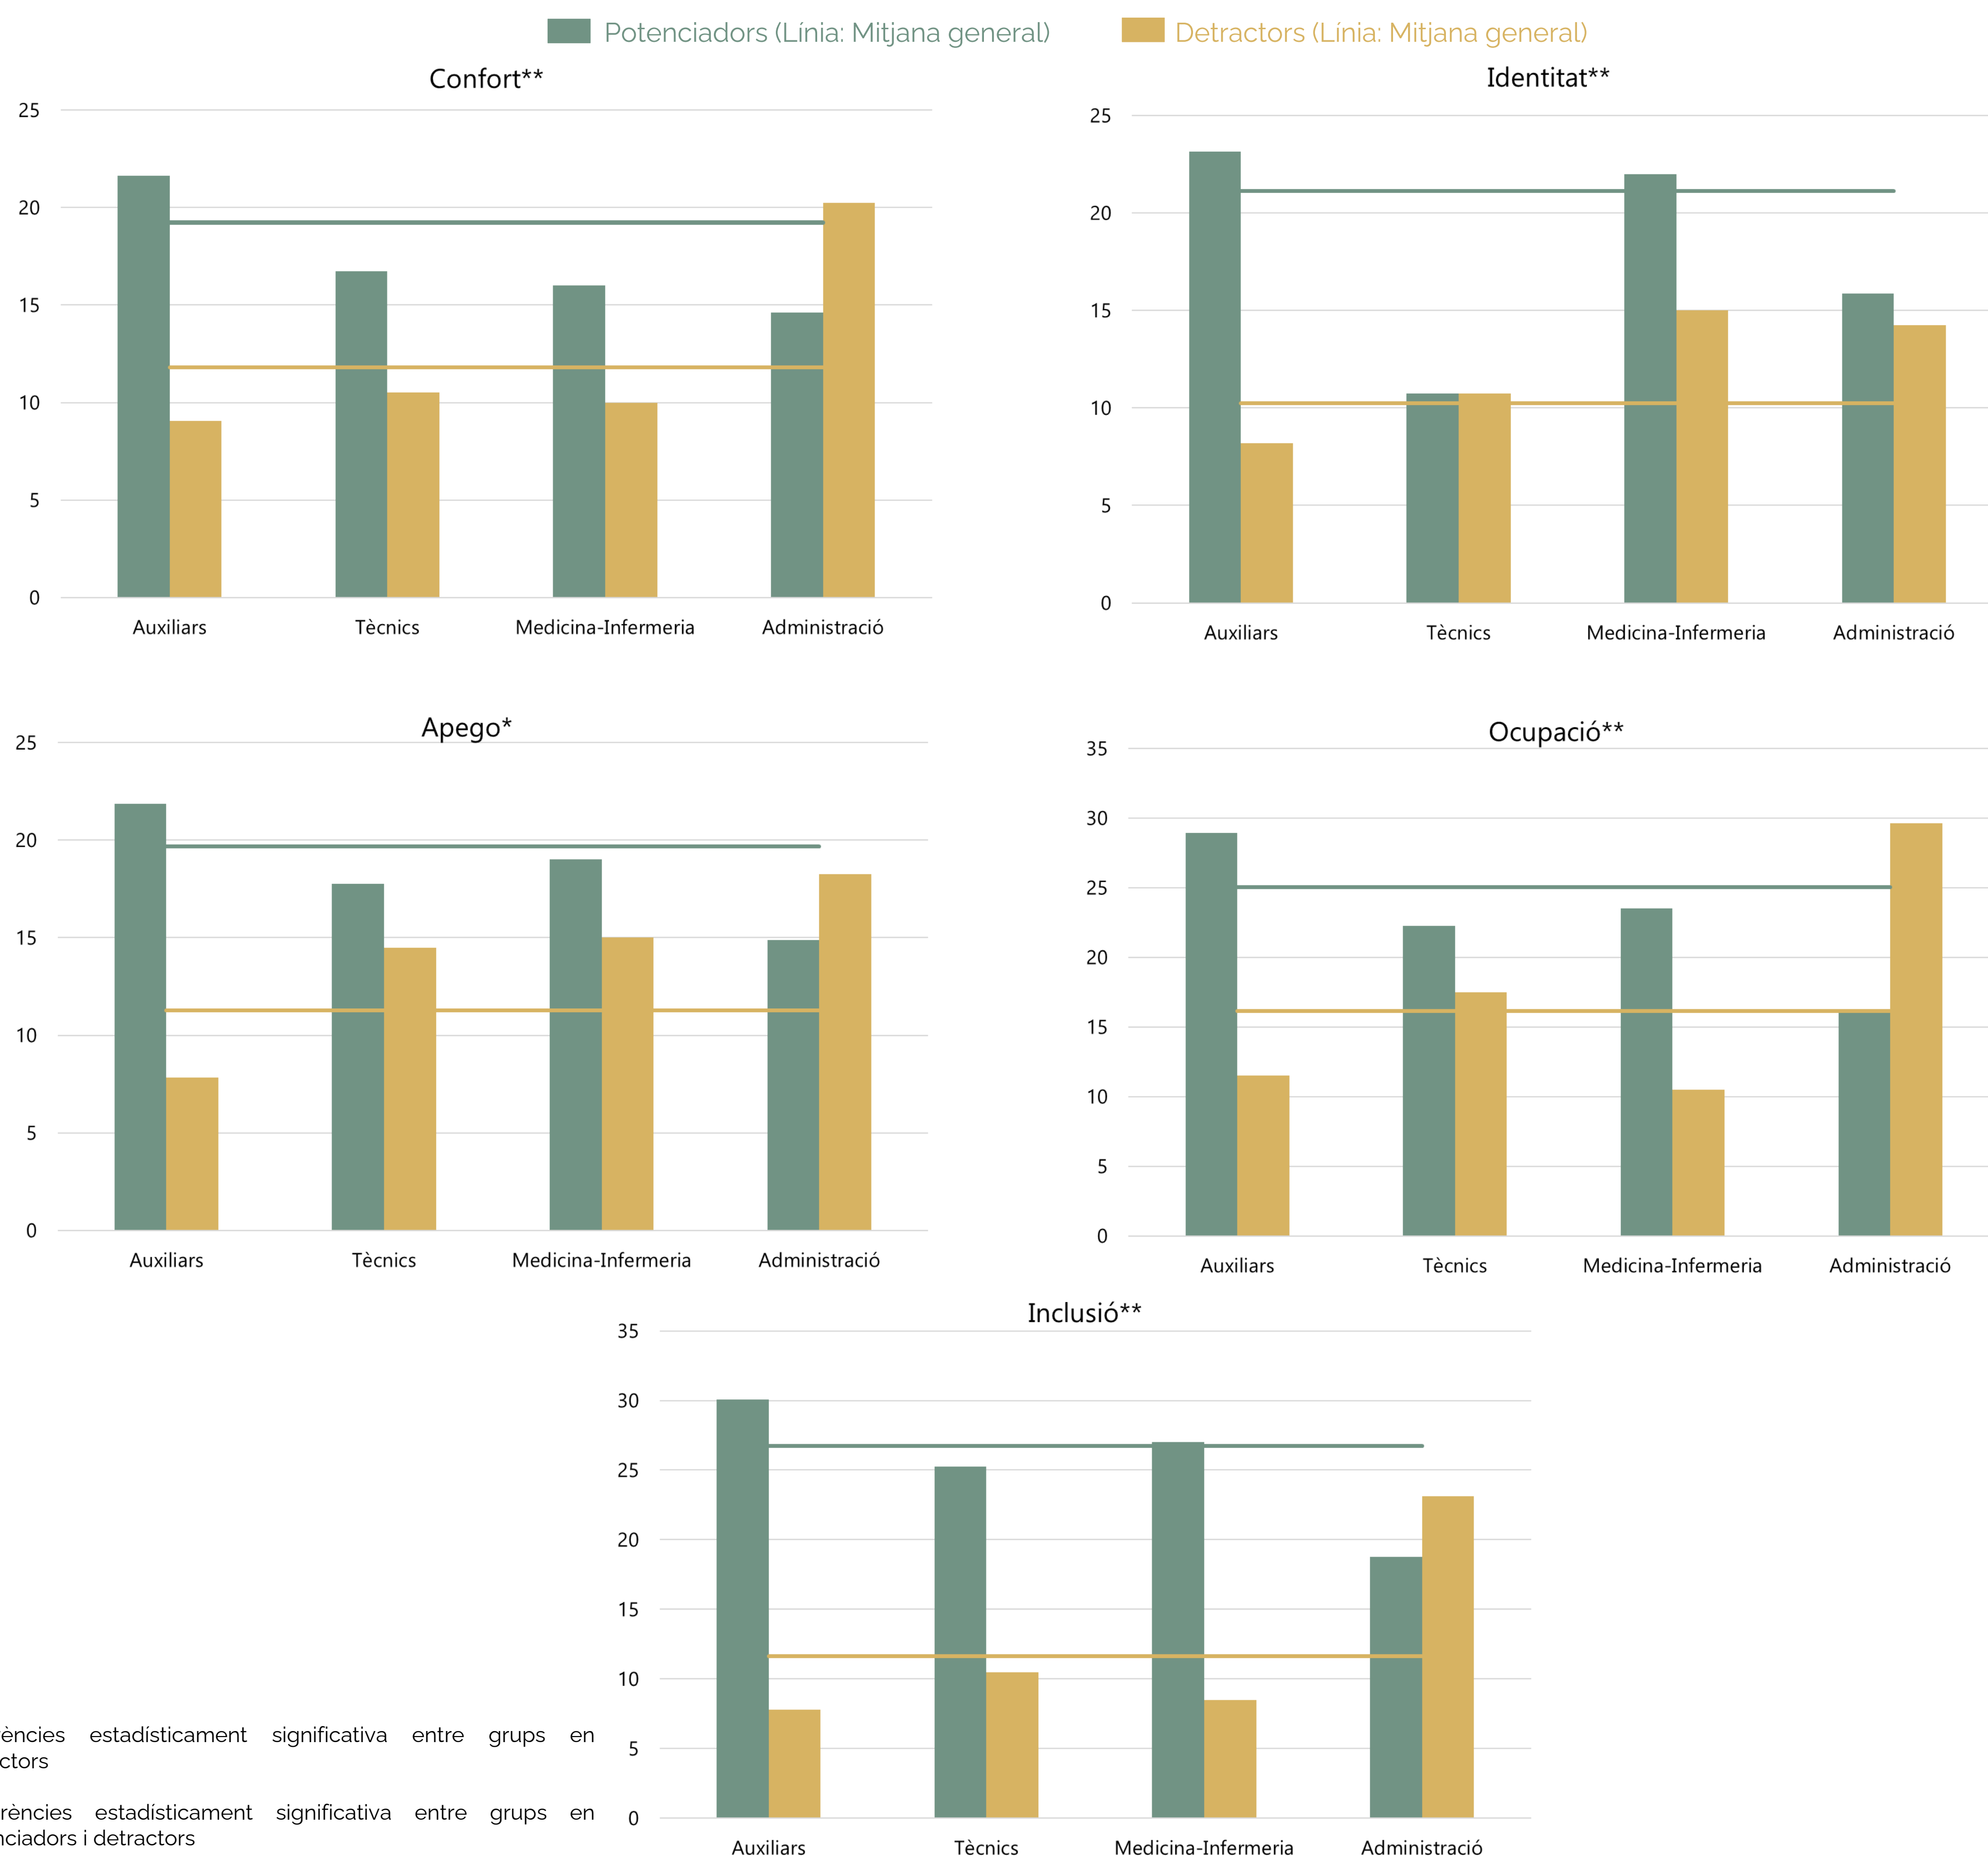 Potenciadors (Línia: Mitjana general)
Detractors (Línia: Mitjana general)
Confort**
25
20
15
10
5
0
Auxiliars Tècnics Medicina-Infermeria Administració
Identitat**
25
20
15
10
5
0
Auxiliars Tècnics Medicina-Infermeria Administració
Apego*
25
20
15
10
5
0
Auxiliars Tècnics Medicina-Infermeria Administració
Ocupació**
35
30
25
20
15
10
5
0
Auxiliars Tècnics Medicina-Infermeria Administració
Inclusió**
35
30
25
20
15
10
5
0
Auxiliars Tècnics Medicina-Infermeria Administració
estadísticament significativa entre grups en
estadísticament significativa entre grups en
i detractors